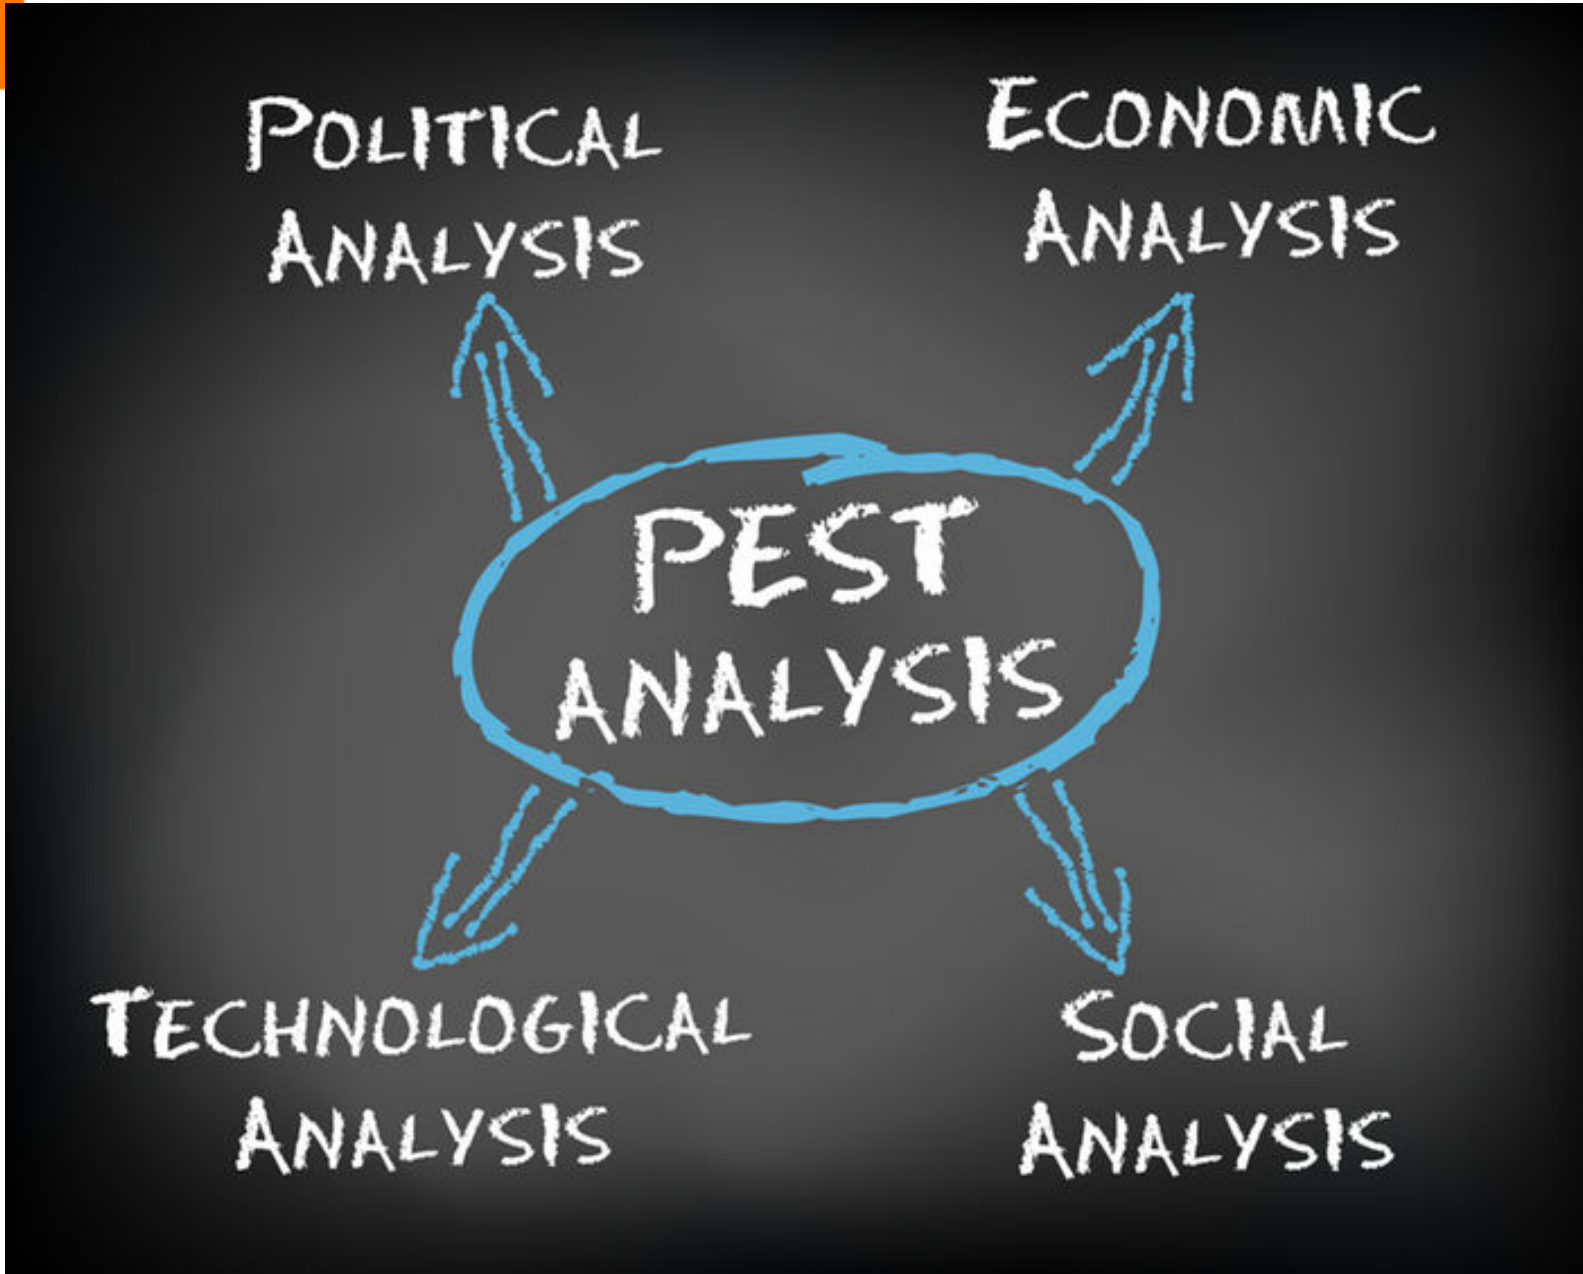 POLITICAL
ANALYSIS
ECONOMIC
ANALYSIS
PEST
ANALYSIS
TECHNOLOGICAL
ANALYSIS
SOCIAL
ANALYSIS